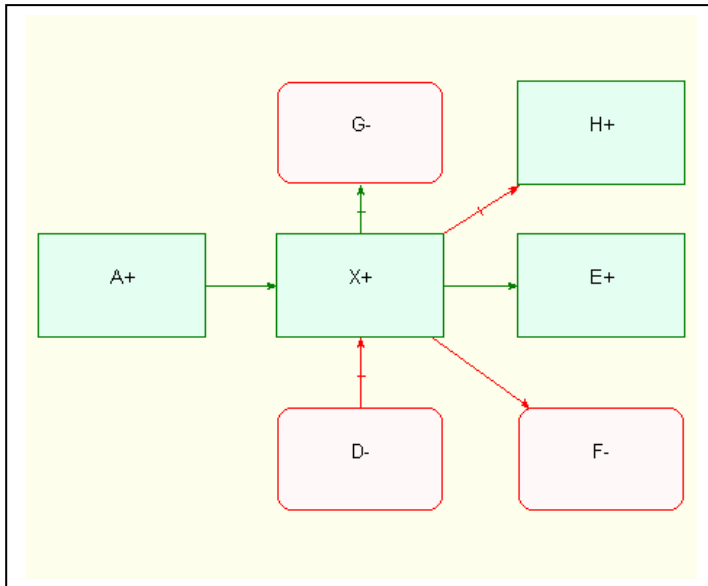 G-
H+
A+
X+
E+
D-
F-